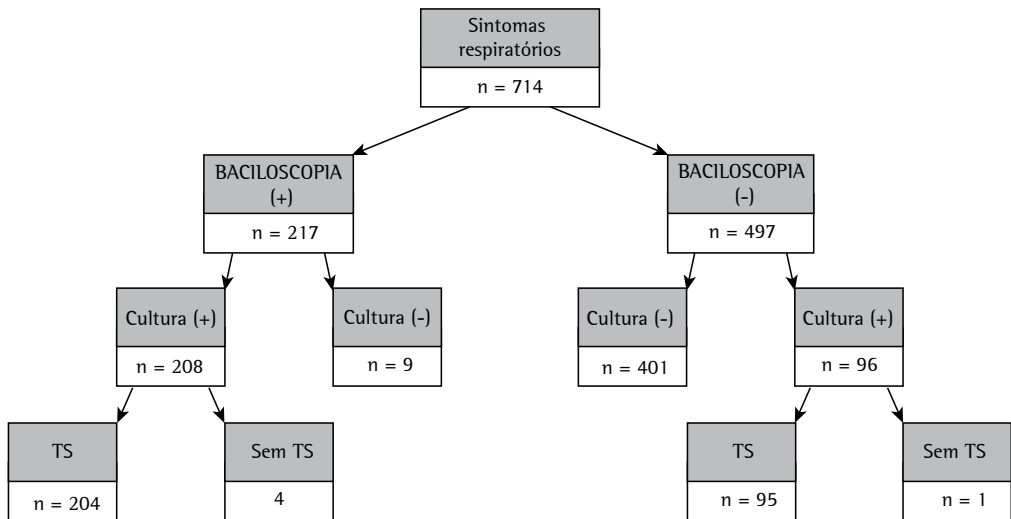 Sintomas
respiratórios
n = 714
BACILOSCOPIA
(+)
n = 217
BACILOSCOPIA
(-)
n = 497
Cultura (+)
n = 208
Cultura (-)
n = 9
Cultura (-)
n = 401
Cultura (+)
n = 96
TS
n = 204
Sem TS
4
TS
n = 95
Sem TS
n = 1